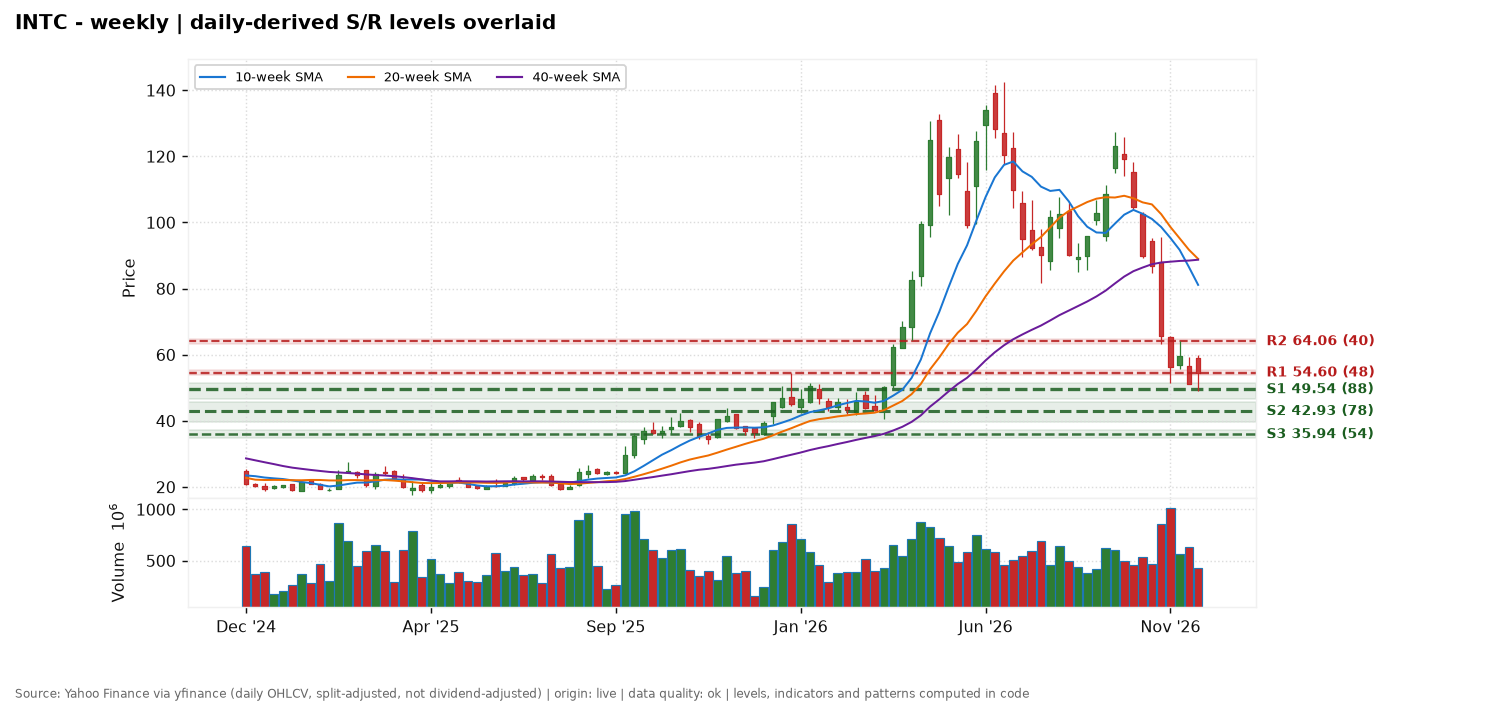 INTC - weekly | daily-derived S/R levels overlaid
10-week SMA 20-week SMA 40-week SMA
Price
140
120
100
80
60
40
20
R2 64.06 (40)
R1 54.60 (48)
S1 49.54 (88)
S2 42.93 (78)
S3 35.94 (54)
Volume 10⁶
1000
500
Dec '24 Apr '25 Sep '25 Jan '26 Jun '26 Nov '26
Source: Yahoo Finance via yfinance (daily OHLCV, split-adjusted, not dividend-adjusted) | origin: live | data quality: ok | levels, indicators and patterns computed in code